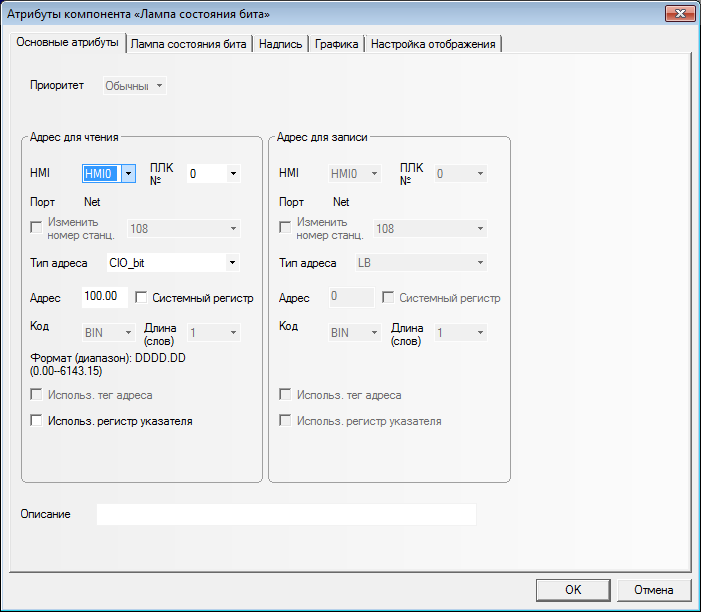 Атрибуты компонента «Лампа состояния бита»
Основные атрибуты
Лампа состояния бита
Надпись
Графика
Настройка отображения
Приоритет
Обычны
Адрес для чтения
HMI
HMI0
ПЛК
№
0
Порт
Net
Изменить
номер станц.
108
Тип адреса
CIO_bit
Адрес
100.00
Системный регистр
Код
BIN
Длина
(слов)
1
Формат (диапазон): DDDD.DD
(0.00--6143.15)
Использ. тег адреса
Использ. регистр указателя
Адрес для записи
HMI
HMI0
ПЛК
№
0
Порт
Net
Изменить
номер станц.
108
Тип адреса
LB
Адрес
0
Системный регистр
Код
BIN
Длина
(слов)
1
Использ. тег адреса
Использ. регистр указателя
Описание
OK
Отмена